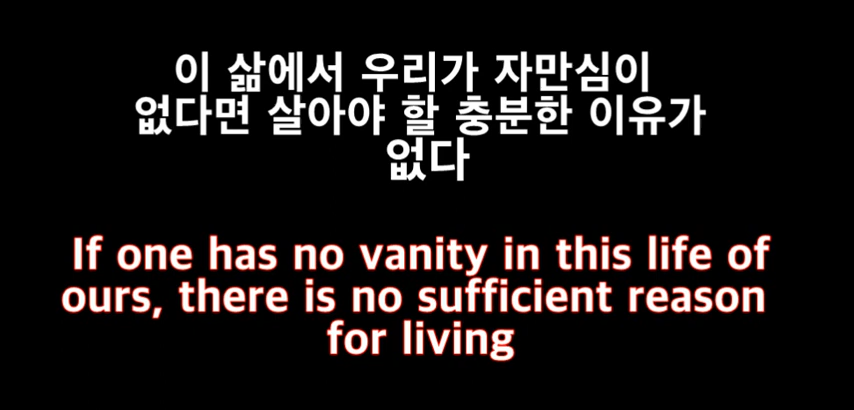 이 삶에서 우리가 자만심이
없다면 살아야 할 충분한 이유가
없다
If one has no vanity in this life of
ours, there is no sufficient reason
for living